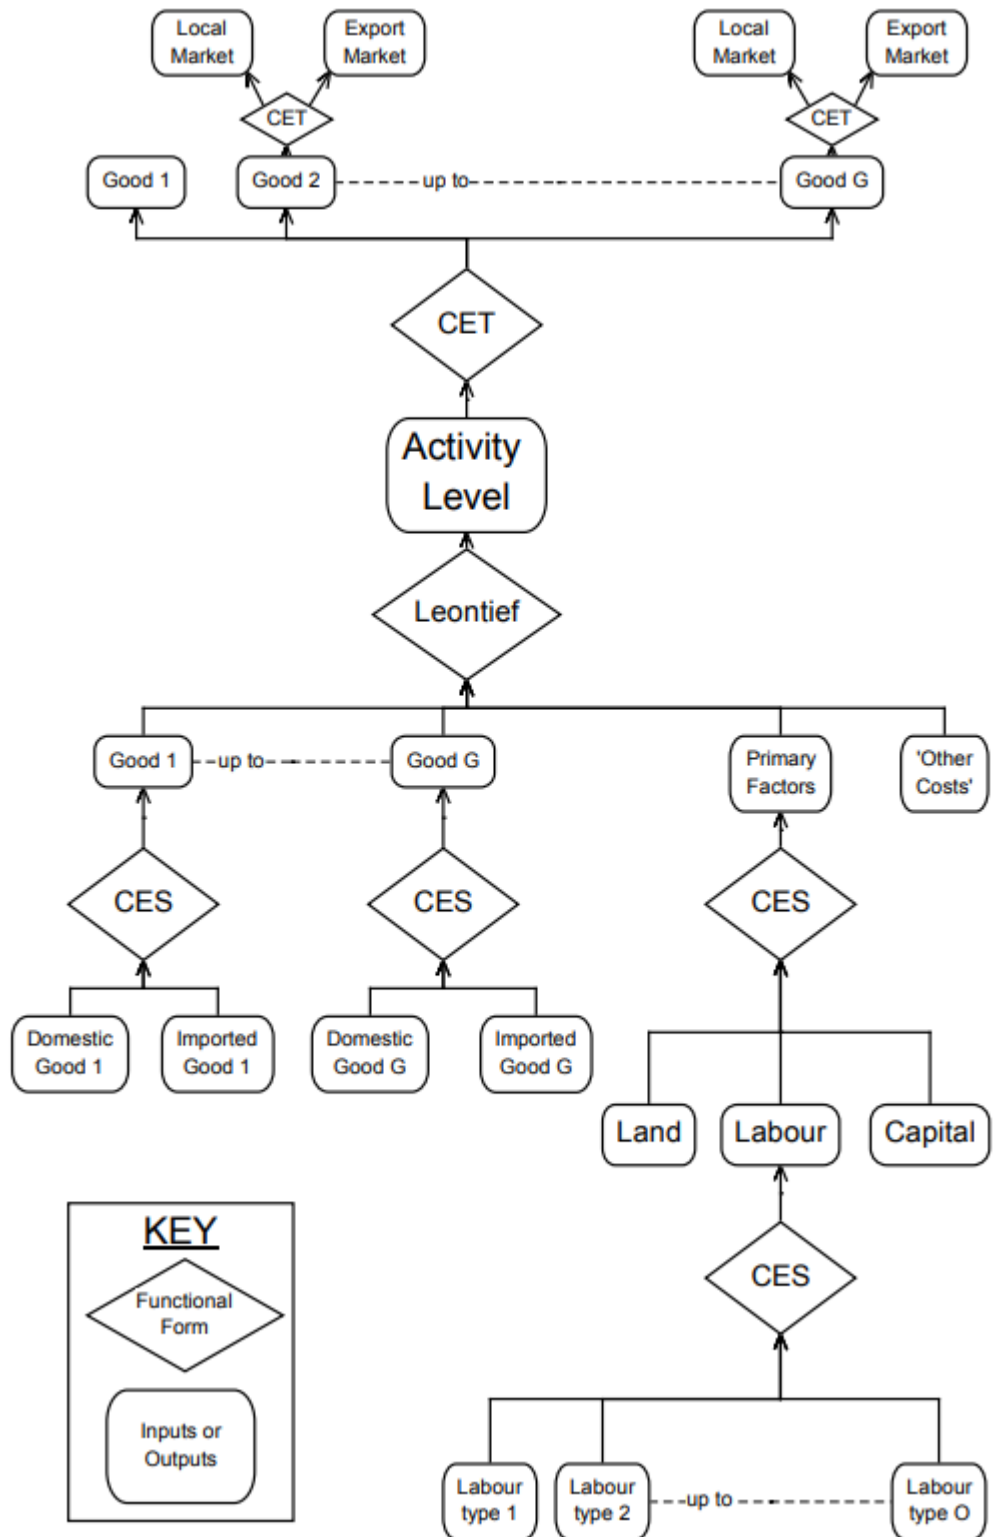 Local
Market
Export
Market
Local
Market
Export
Market
CET
CET
Good 1
Good 2
up to
Good G
CET
Activity
Level
Leontief
Good 1
up to
Good G
Primary
Factors
'Other
Costs'
CES
CES
CES
Domestic
Good 1
Imported
Good 1
Domestic
Good G
Imported
Good G
Land
Labour
Capital
KEY
Functional
Form
Inputs or
Outputs
CES
Labour
type 1
Labour
type 2
up to
Labour
type O